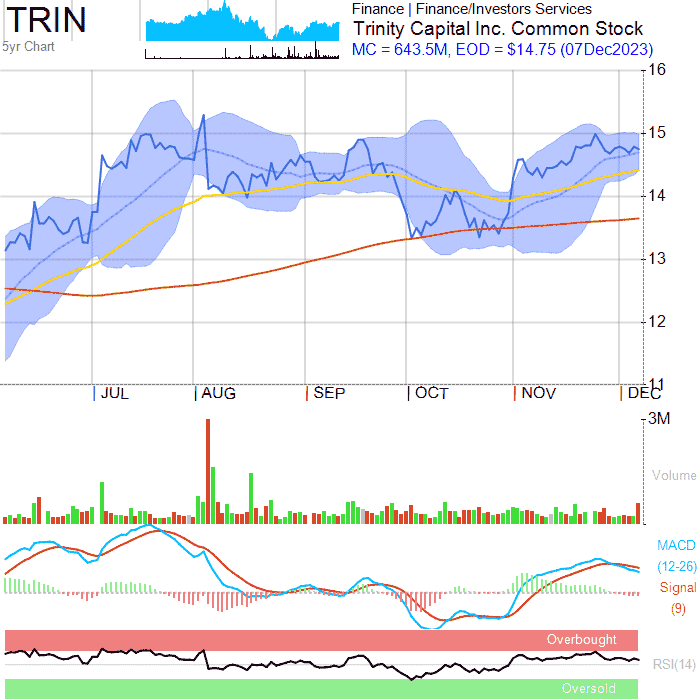 TRIN
5yr Chart
Finance | Finance/Investors Services
Trinity Capital Inc. Common Stock
MC = 643.5M, EOD = $14.75 (07Dec2023)
16
15
14
13
12
11
JUL AUG SEP OCT NOV DEC
3M
Volume
MACD
(12-26)
Signal
(9)
Overbought
RSI(14)
Oversold